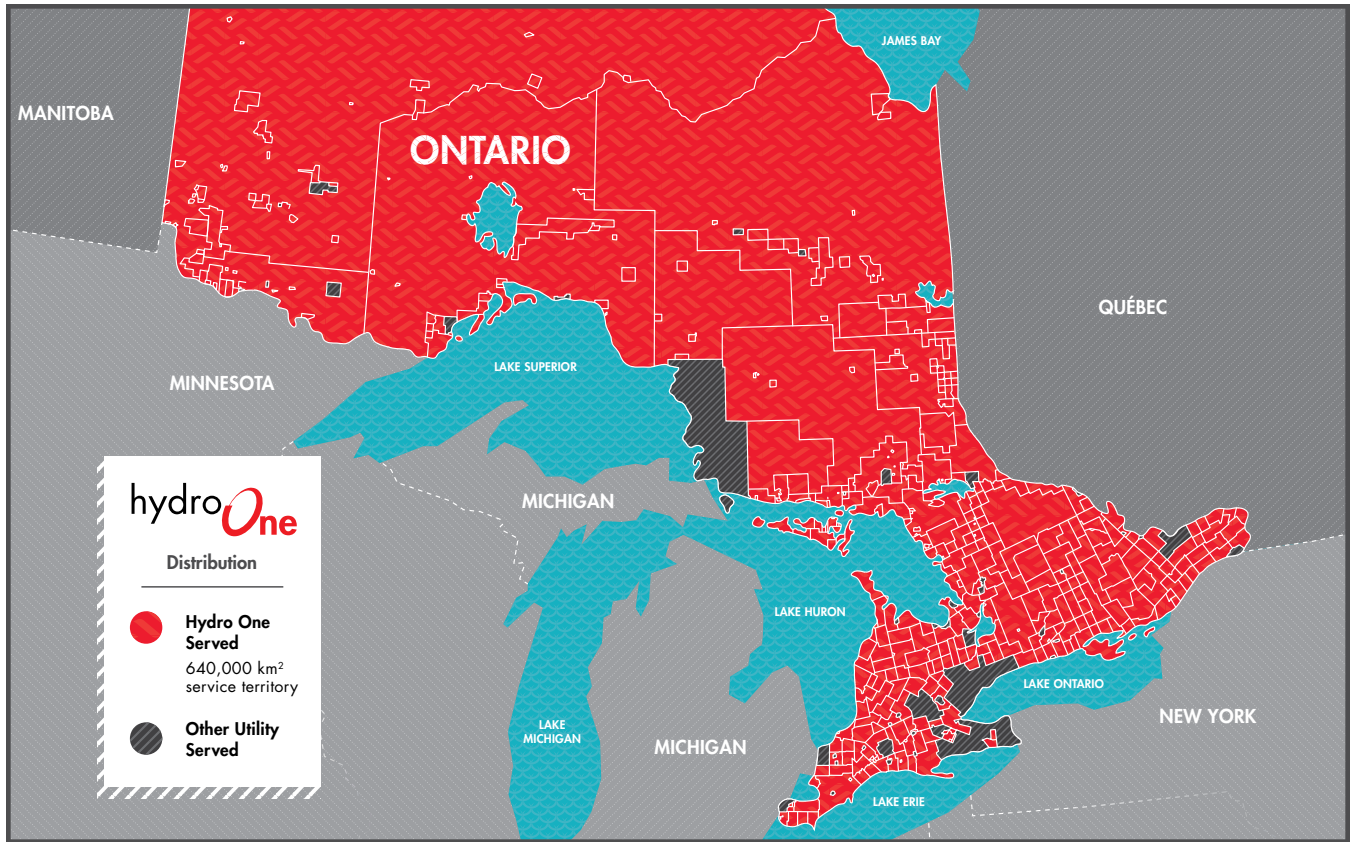 JAMES BAY
MANITOBA
ONTARIO
QUÉBEC
LAKE SUPERIOR
MINNESOTA
MICHIGAN
hydroOne
Distribution
Hydro One
Served
640,000 km²
service territory
Other Utility
Served
LAKE HURON
LAKE ONTARIO
NEW YORK
LAKE
MICHIGAN
MICHIGAN
LAKE ERIE